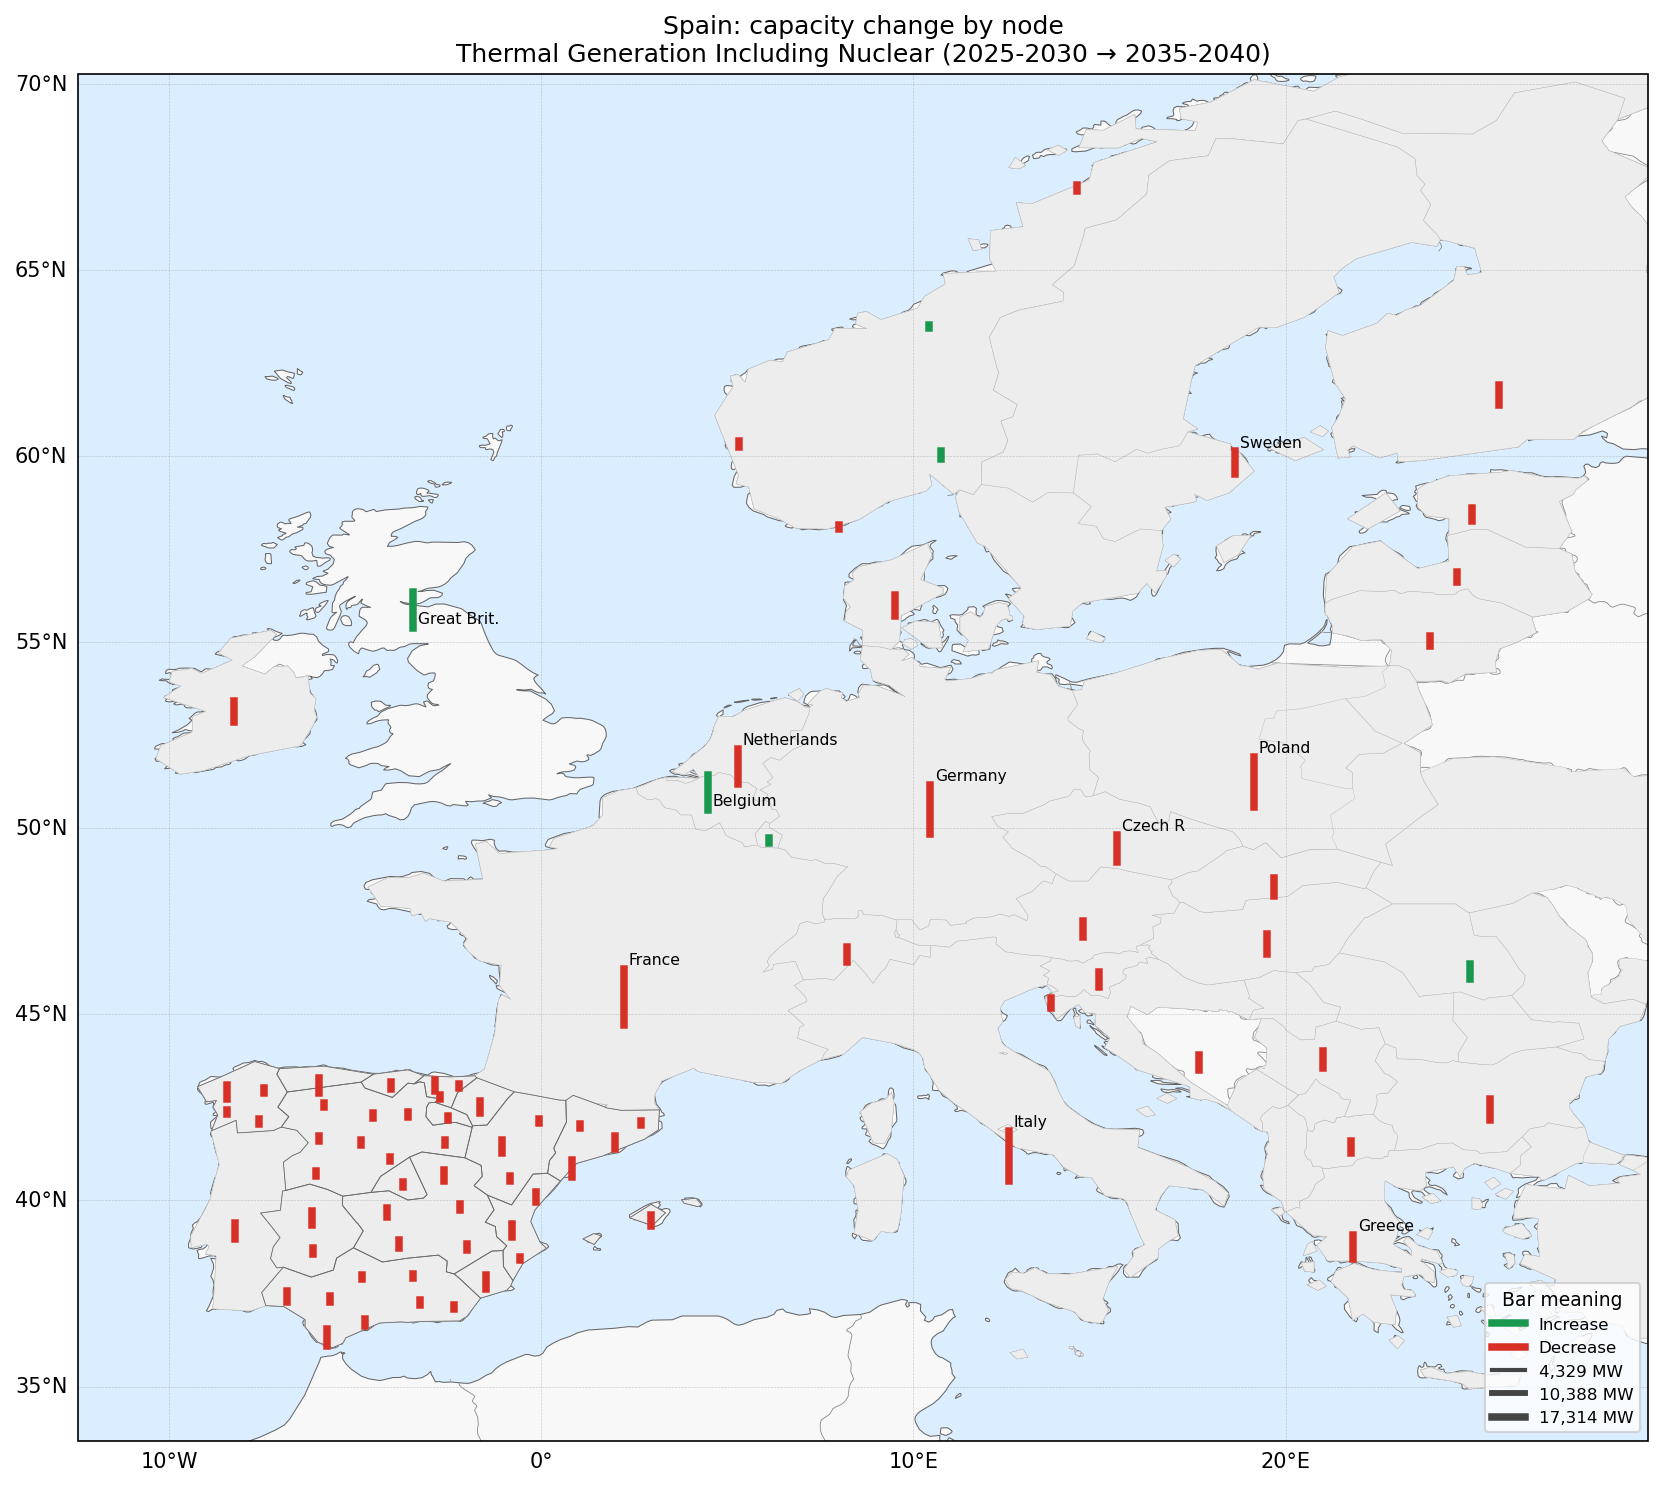 Spain: capacity change by node
Thermal Generation Including Nuclear (2025-2030 → 2035-2040)
70°N
65°N
60°N
55°N
50°N
45°N
40°N
35°N
Sweden
Great Brit.
Netherlands
Poland
Germany
Belgium
Czech R
France
Italy
Greece
Bar meaning
Increase
Decrease
4,329 MW
10,388 MW
17,314 MW
10°W
0°
10°E
20°E